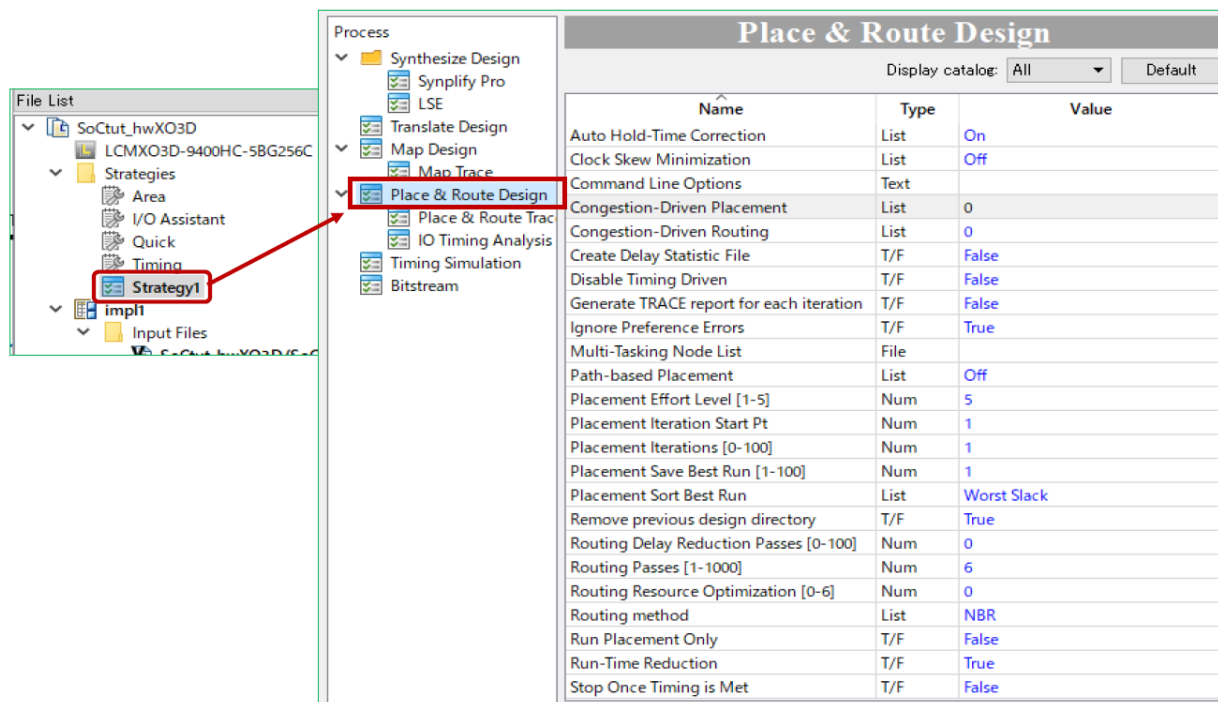 File List
SoCtut_hwXO3D
LCMXO3D-9400HC-5BG256C
Strategies
Area
I/O Assistant
Quick
Timing
Strategy1
impl1
Input Files
Process
Synthesize Design
Synplify Pro
LSE
Translate Design
Map Design
Map Trace
Place & Route Design
Place & Route Trac
IO Timing Analysis
Timing Simulation
Bitstream
Place & Route Design
Display catalog: All Default
Name Type Value
Auto Hold-Time Correction List On
Clock Skew Minimization List Off
Command Line Options Text
Congestion-Driven Placement List 0
Congestion-Driven Routing List 0
Create Delay Statistic File T/F False
Disable Timing Driven T/F False
Generate TRACE report for each iteration T/F False
Ignore Preference Errors T/F True
Multi-Tasking Node List File
Path-based Placement List Off
Placement Effort Level [1-5] Num 5
Placement Iteration Start Pt Num 1
Placement Iterations [0-100] Num 1
Placement Save Best Run [1-100] Num 1
Placement Sort Best Run List Worst Slack
Remove previous design directory T/F True
Routing Delay Reduction Passes [0-100] Num 0
Routing Passes [1-1000] Num 6
Routing Resource Optimization [0-6] Num 0
Routing method List NBR
Run Placement Only T/F False
Run-Time Reduction T/F True
Stop Once Timing is Met T/F False